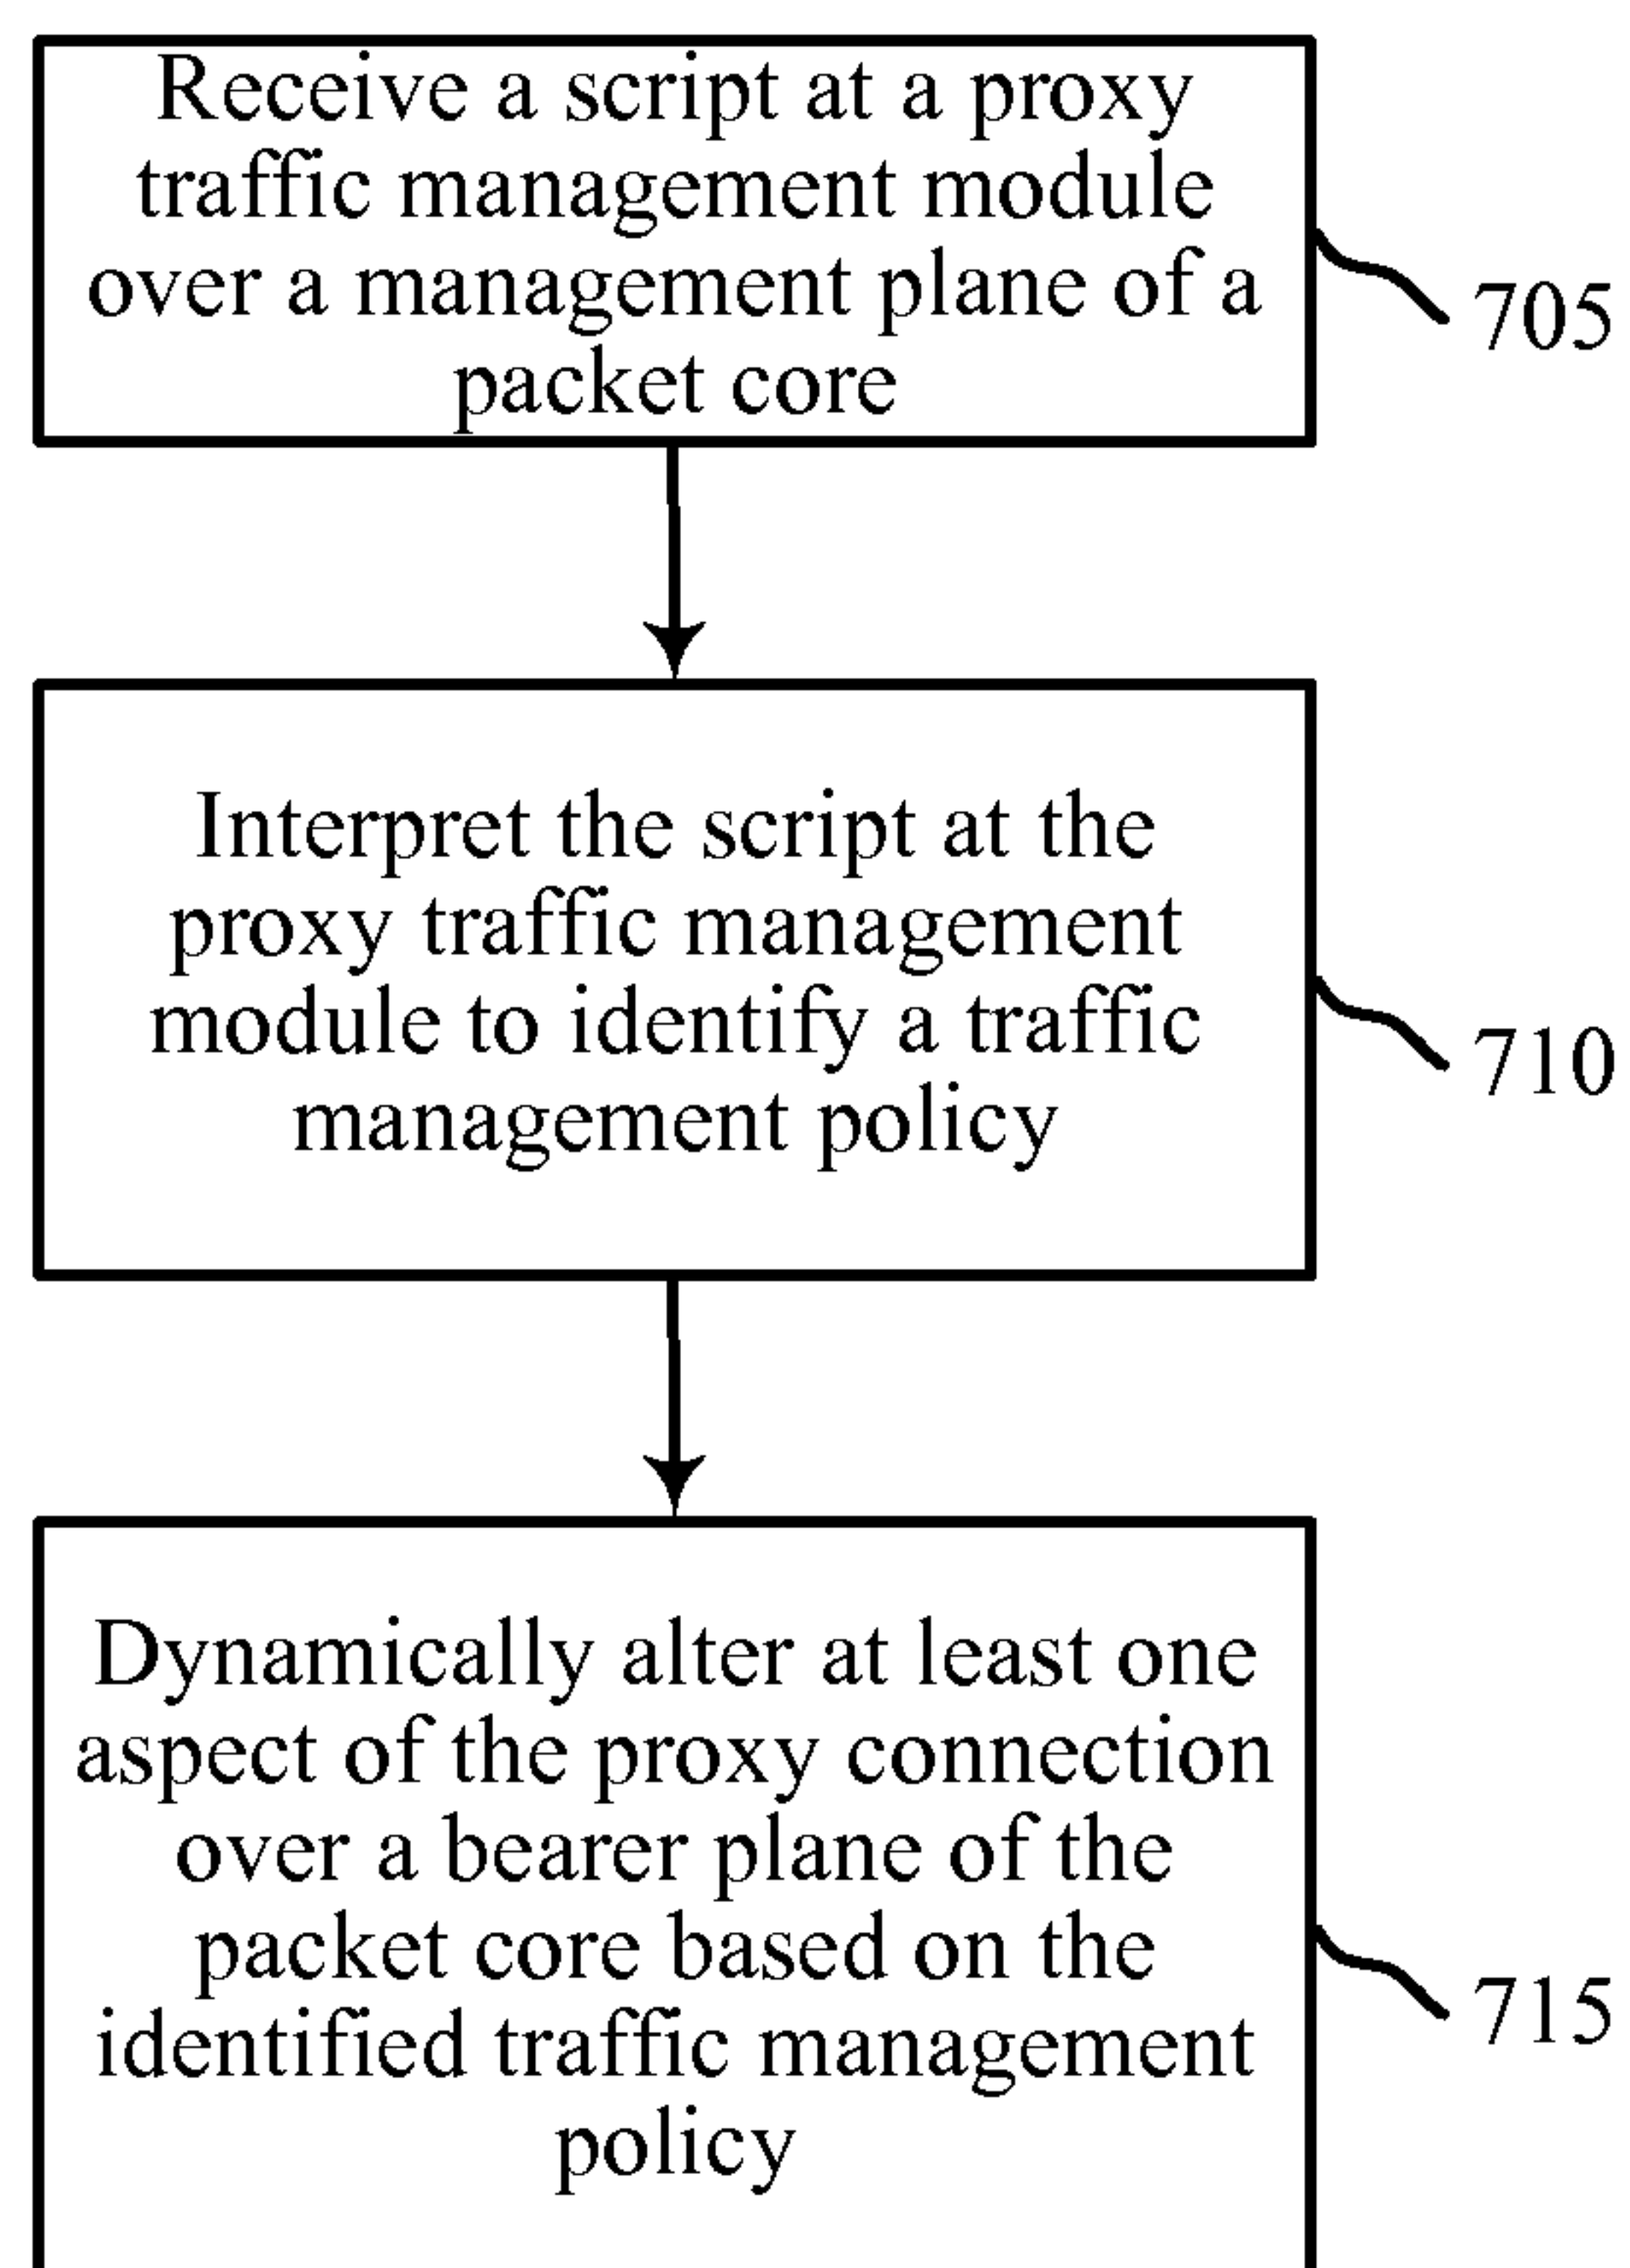 Receive a script at a proxy
traffic management module
over a management plane of a
packet core
705
Interpret the script at the
proxy traffic management
module to identify a traffic
management policy
710
Dynamically alter at least one
aspect of the proxy connection
over a bearer plane of the
packet core based on the
identified traffic management
policy
715